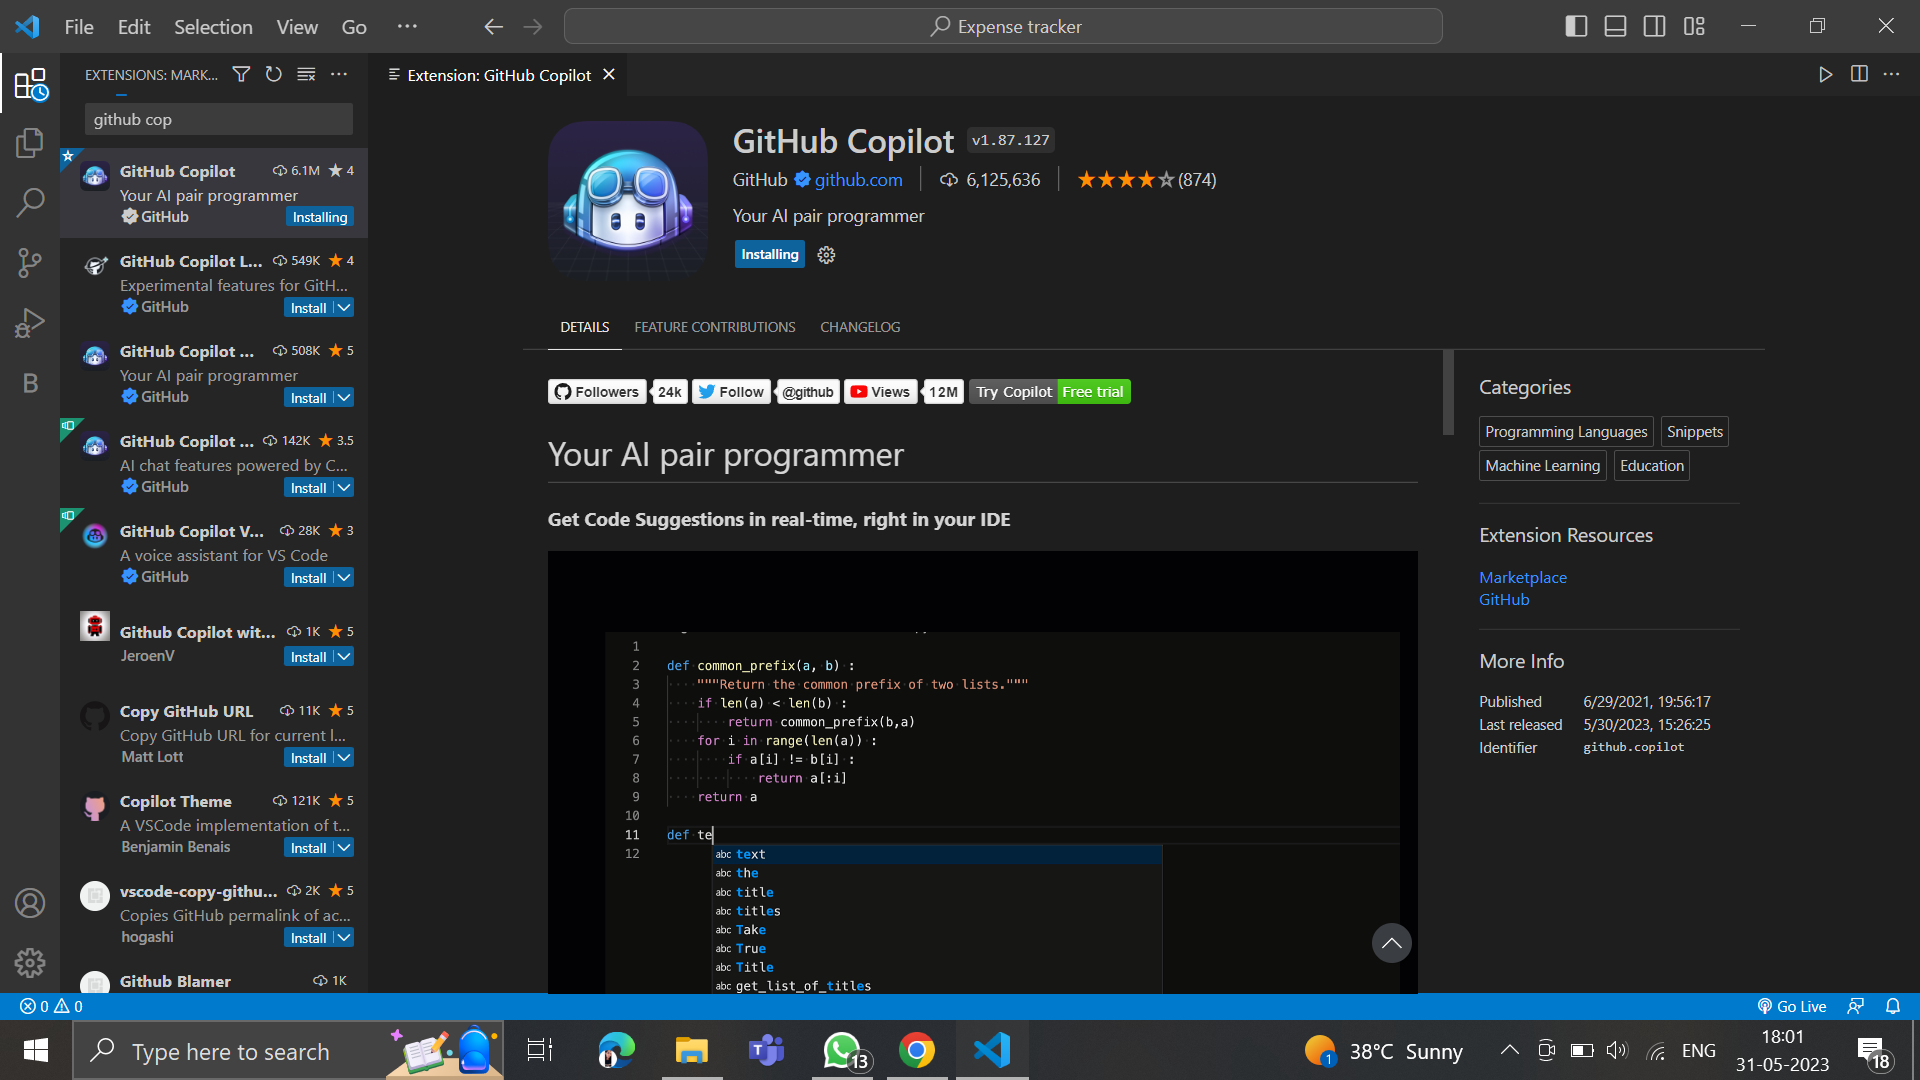 File Edit Selection View Go ···
Expense tracker
EXTENSIONS: MARK...
Extension: GitHub Copilot
github cop
GitHub Copilot 6.1M 4
Your AI pair programmer
GitHub Installing
GitHub Copilot L... 549K 4
Experimental features for GitH...
GitHub Install
GitHub Copilot ... 508K 5
Your AI pair programmer
GitHub Install
GitHub Copilot ... 142K 3.5
AI chat features powered by C...
GitHub Install
GitHub Copilot V... 28K 3
A voice assistant for VS Code
GitHub Install
Github Copilot wit... 1K 5
JeroenV Install
Copy GitHub URL 11K 5
Copy GitHub URL for current l...
Matt Lott Install
Copilot Theme 121K 5
A VSCode implementation of t...
Benjamin Benais Install
vscode-copy-githu... 2K 5
Copies GitHub permalink of ac...
hogashi Install
Github Blamer 1K
B
GitHub Copilot v1.87.127
GitHub github.com 6,125,636 (874)
Your AI pair programmer
Installing
DETAILS FEATURE CONTRIBUTIONS CHANGELOG
Followers 24k Follow @github Views 12M Try Copilot Free trial
Your AI pair programmer
Get Code Suggestions in real-time, right in your IDE
1
2 def common_prefix(a, b) :
3 """Return the common prefix of two lists."""
4 if len(a) < len(b) :
5 return common_prefix(b,a)
6 for i in range(len(a)) :
7 if a[i] != b[i] :
8 return a[:i]
9 return a
10
11 def te
12
abc text
abc the
abc title
abc titles
abc Take
abc True
abc Title
abc get_list_of_titles
Categories
Programming Languages Snippets
Machine Learning Education
Extension Resources
Marketplace
GitHub
More Info
Published 6/29/2021, 19:56:17
Last released 5/30/2023, 15:26:25
Identifier github.copilot
0 0
Go Live
Type here to search
13
1
38°C Sunny
ENG
18:01
31-05-2023
18